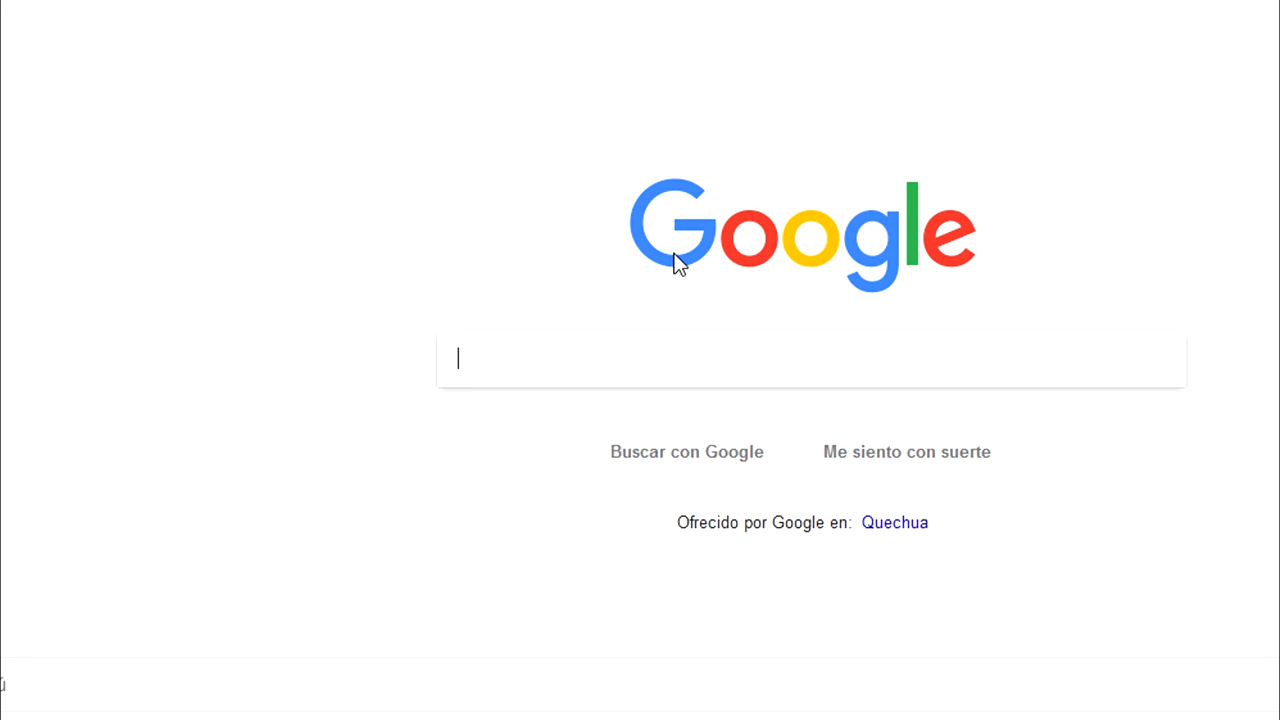 Google
Buscar con Google
Me siento con suerte
Ofrecido por Google en: Quechua
ú